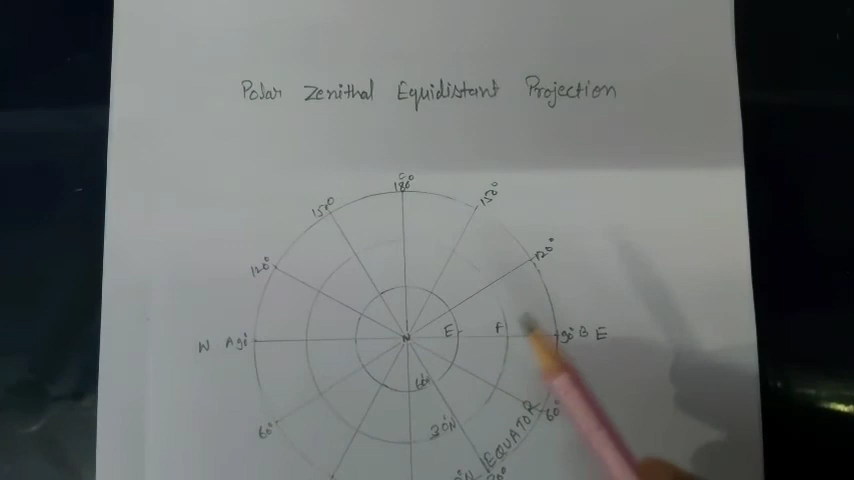 Polar Zenithal Equidistant Projection
180°
150° 150°
120° 120°
W A 90° N E F 90° B E
60°
60° 30°N EQUATOR 60°